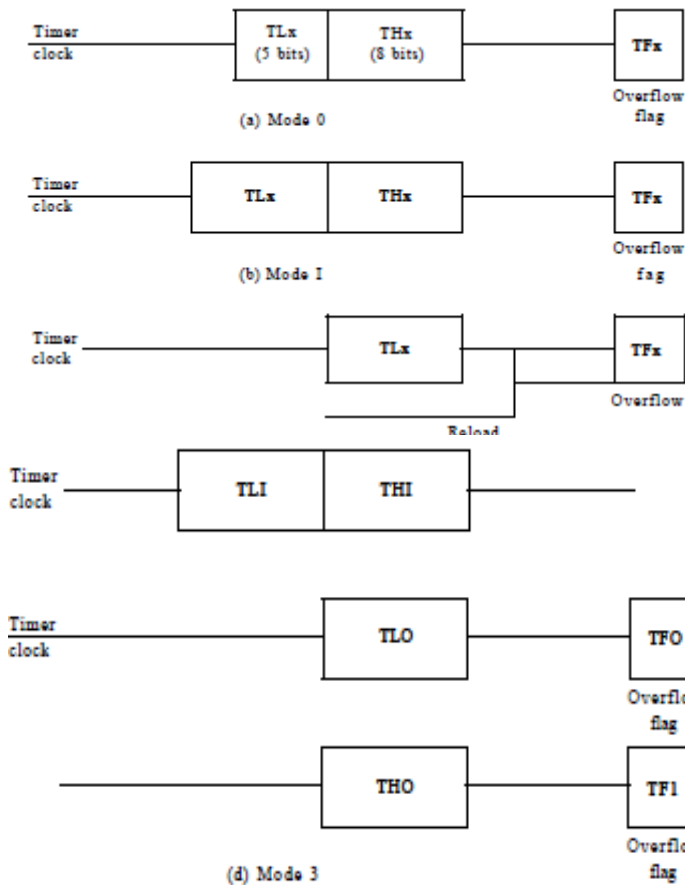 Timer
clock
TLx
(5 bits)
THx
(8 bits)
TFx
Overflow
flag
(a) Mode 0
Timer
clock
TLx
THx
TFx
Overflow
fag
(b) Mode I
Timer
clock
TLx
TFx
Overflow
Reload
Timer
clock
TLI
THI
Timer
clock
TLO
TFO
Overflo
flag
THO
TF1
Overflo
flag
(d) Mode 3